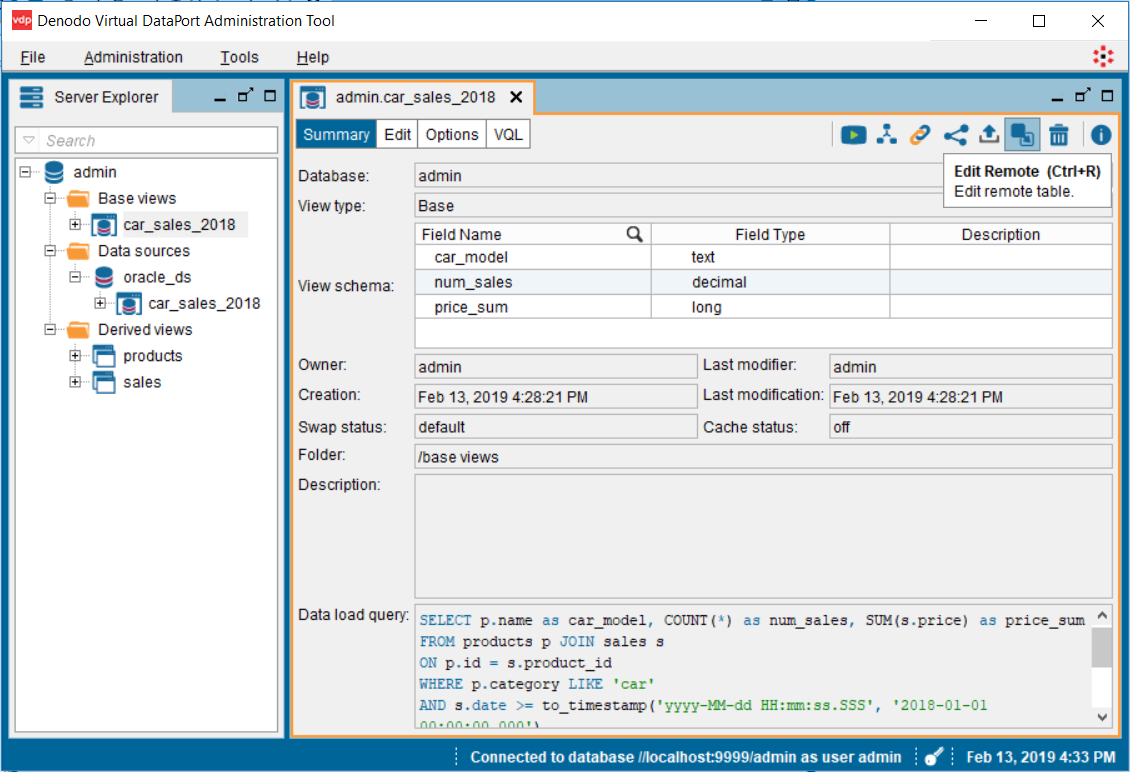 vdp Denodo Virtual DataPort Administration Tool
File Administration Tools Help
Server Explorer
Search
admin
Base views
car_sales_2018
Data sources
oracle_ds
car_sales_2018
Derived views
products
sales
admin.car_sales_2018
Summary Edit Options VQL
Edit Remote (Ctrl+R)
Edit remote table.
Database: admin
View type: Base
View schema:
Field Name Field Type Description
car_model text
num_sales decimal
price_sum long
Owner: admin Last modifier: admin
Creation: Feb 13, 2019 4:28:21 PM Last modification: Feb 13, 2019 4:28:21 PM
Swap status: default Cache status: off
Folder: /base views
Description:
Data load query:
SELECT p.name as car_model, COUNT(*) as num_sales, SUM(s.price) as price_sum
FROM products p JOIN sales s
ON p.id = s.product_id
WHERE p.category LIKE 'car'
AND s.date >= to_timestamp('yyyy-MM-dd HH:mm:ss.SSS', '2018-01-01
00:00:00.000')
Connected to database //localhost:9999/admin as user admin Feb 13, 2019 4:33 PM